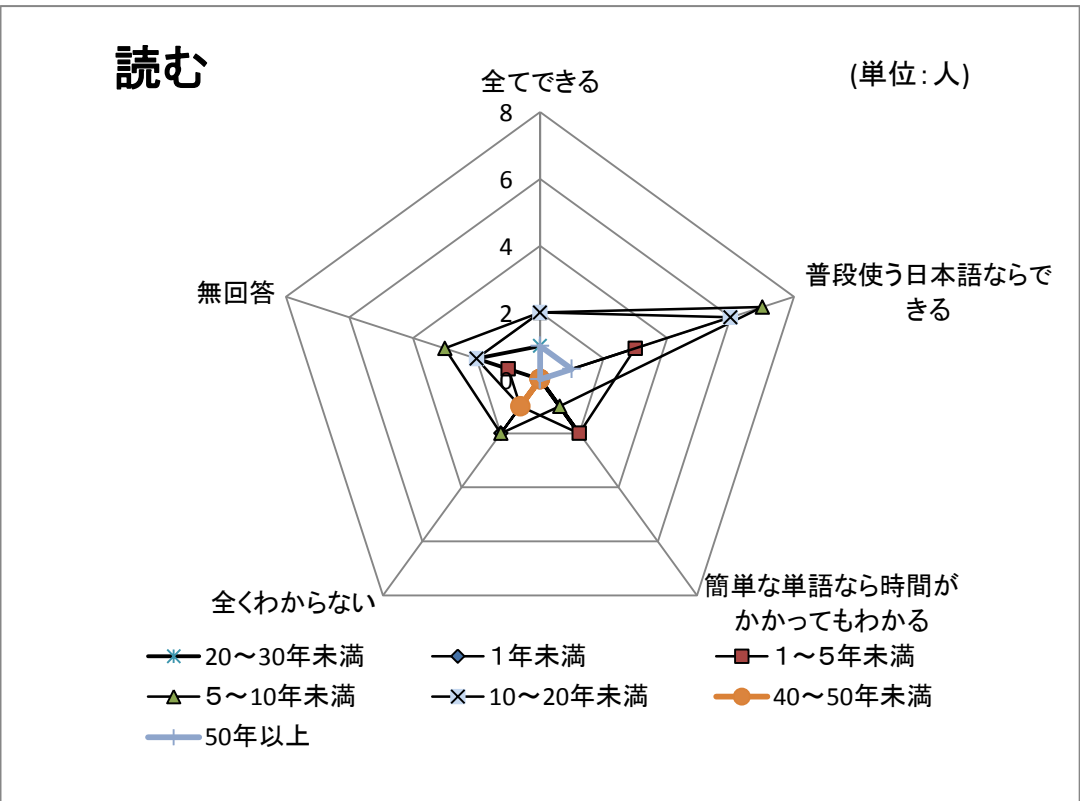 読む
(単位：人)
全てできる
8
6
4
2
0
普段使う日本語ならで
きる
無回答
全くわからない
簡単な単語なら時間が
かかってもわかる
20～30年未満
１年未満
１～５年未満
５～10年未満
10～20年未満
40～50年未満
50年以上